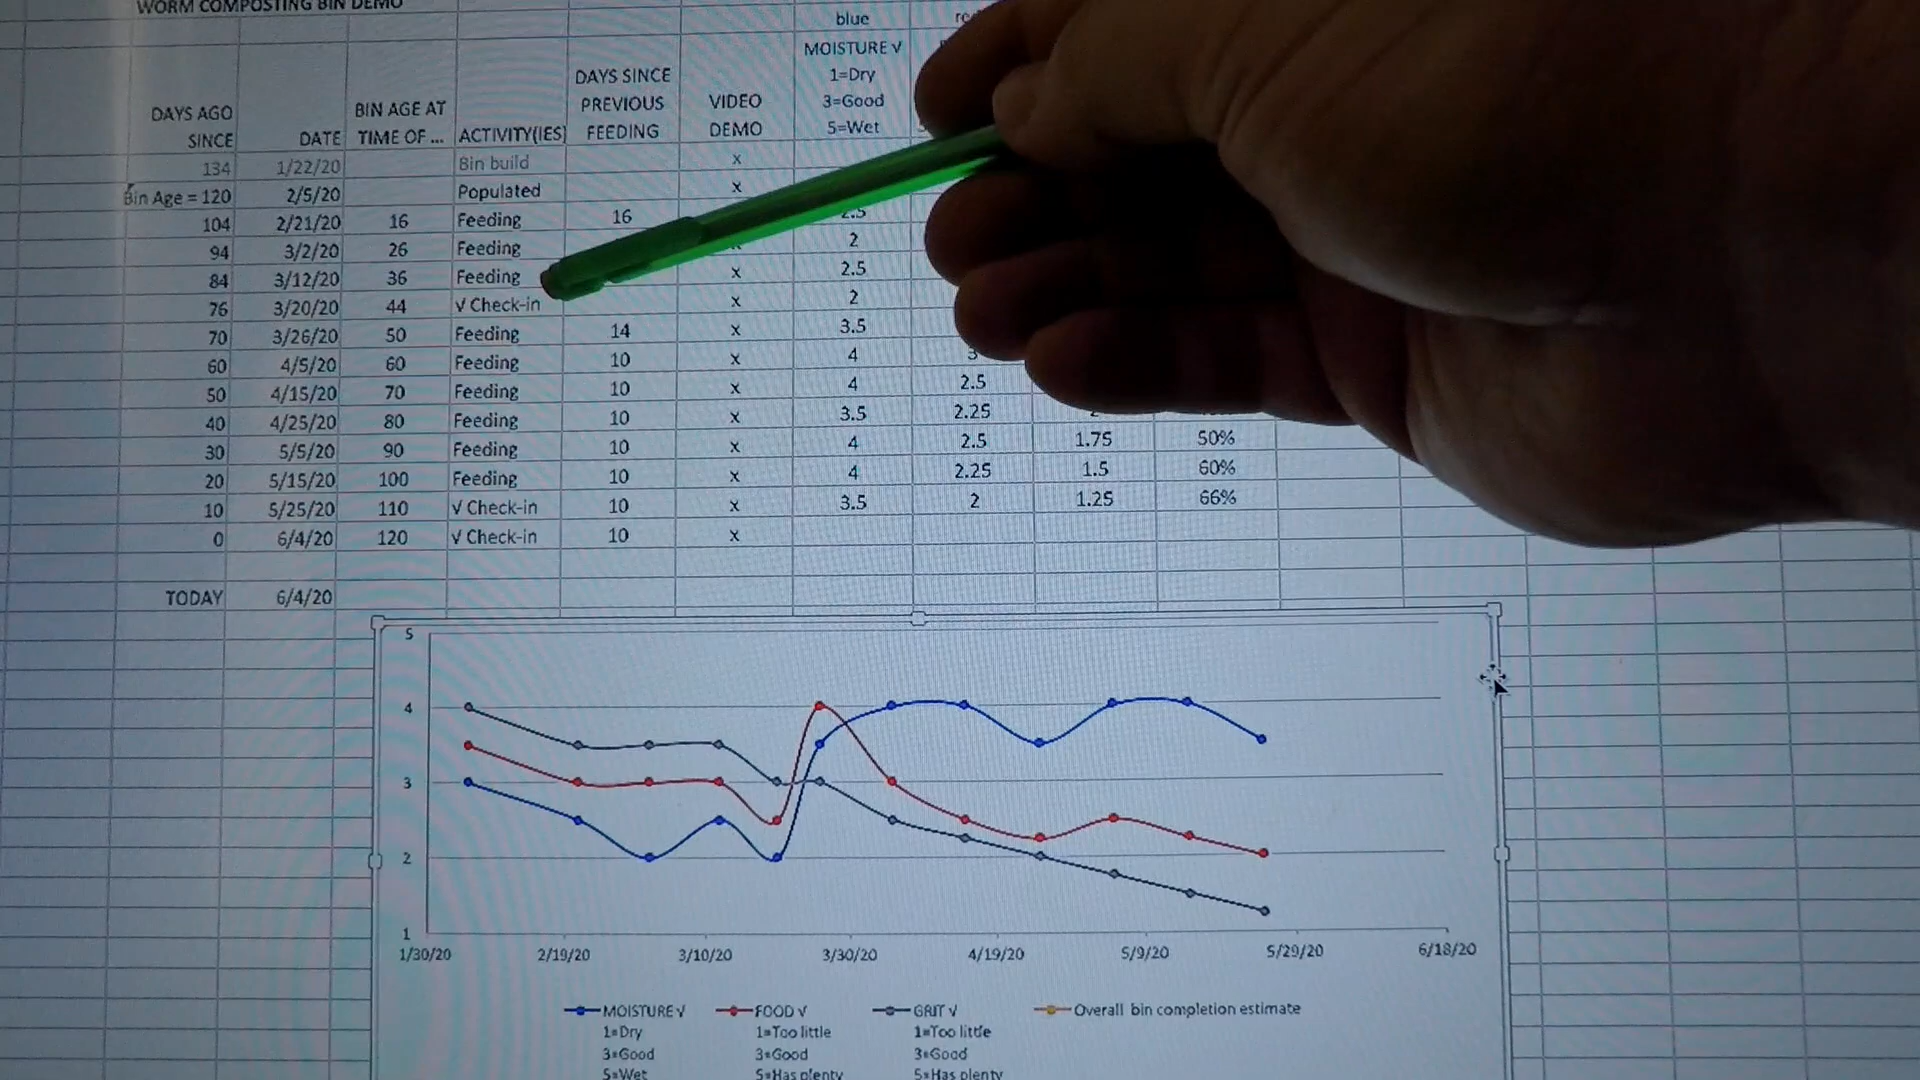 WORM COMPOSTING BIN DEMO
blue
DAYS AGO SINCE DATE BIN AGE AT TIME OF ... ACTIVITY(IES) DAYS SINCE PREVIOUS FEEDING VIDEO DEMO MOISTURE √ 1=Dry 3=Good 5=Wet
134 1/22/20 Bin build x
Bin Age = 120 2/5/20 Populated x
104 2/21/20 16 Feeding 16 2.5
94 3/2/20 26 Feeding 2
84 3/12/20 36 Feeding x 2.5
76 3/20/20 44 √ Check-in x 2
70 3/26/20 50 Feeding 14 x 3.5
60 4/5/20 60 Feeding 10 x 4 3
50 4/15/20 70 Feeding 10 x 4 2.5
40 4/25/20 80 Feeding 10 x 3.5 2.25
30 5/5/20 90 Feeding 10 x 4 2.5 1.75 50%
20 5/15/20 100 Feeding 10 x 4 2.25 1.5 60%
10 5/25/20 110 √ Check-in 10 x 3.5 2 1.25 66%
0 6/4/20 120 √ Check-in 10 x
TODAY 6/4/20
5
4
3
2
1
1/30/20 2/19/20 3/10/20 3/30/20 4/19/20 5/9/20 5/29/20 6/18/20
MOISTURE √ FOOD √ GRIT √ Overall bin completion estimate
1=Dry 1=Too little 1=Too little
3=Good 3=Good 3=Good
5=Wet 5=Has plenty 5=Has plenty